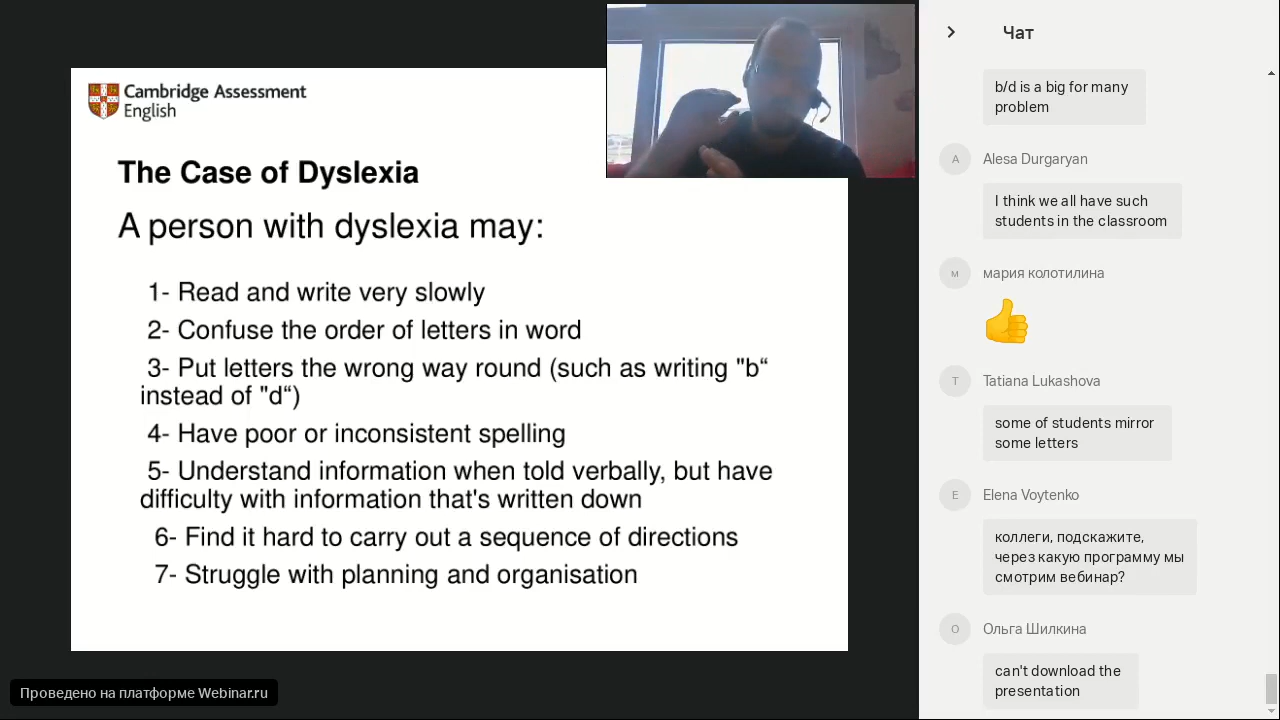 Cambridge Assessment
English
The Case of Dyslexia
A person with dyslexia may:
1- Read and write very slowly
2- Confuse the order of letters in word
3- Put letters the wrong way round (such as writing "b“
instead of "d“)
4- Have poor or inconsistent spelling
5- Understand information when told verbally, but have
difficulty with information that's written down
6- Find it hard to carry out a sequence of directions
7- Struggle with planning and organisation
Проведено на платформе Webinar.ru
Чат
b/d is a big for many
problem
A
Alesa Durgaryan
I think we all have such
students in the classroom
м
мария колотилина
T
Tatiana Lukashova
some of students mirror
some letters
E
Elena Voytenko
коллеги, подскажите,
через какую программу мы
смотрим вебинар?
О
Ольга Шилкина
can't download the
presentation